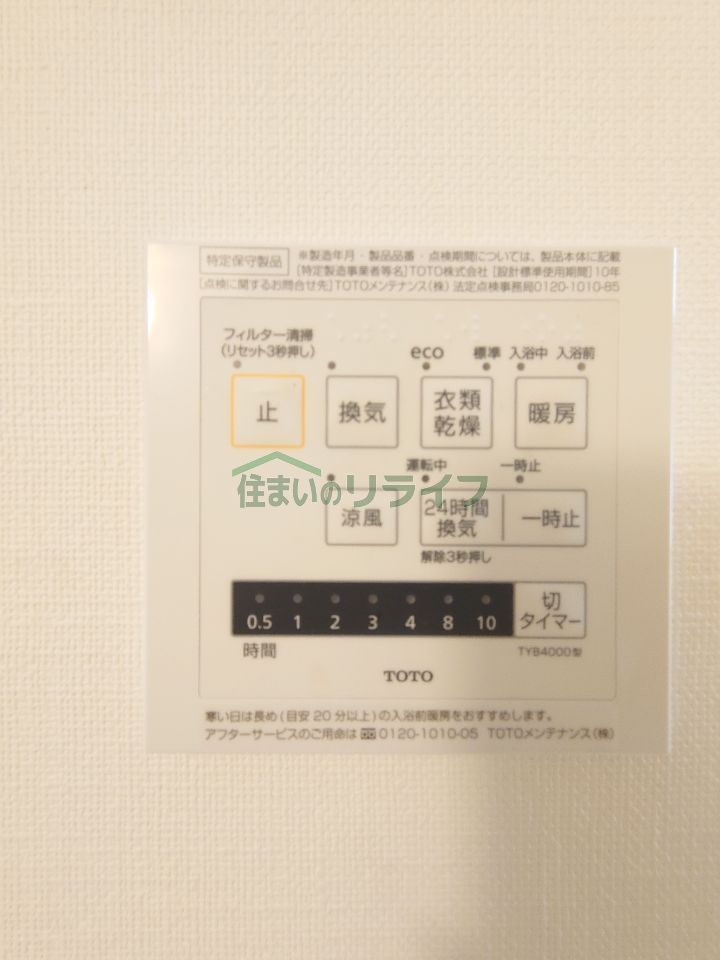 特定保守製品
※製造年月・製品品番・点検期間については、製品本体に記載
[特定製造事業者等名]TOTO株式会社 [設計標準使用期間]10年
[点検に関するお問合せ先]TOTOメンテナンス(株) 法定点検事務局0120-1010-85
フィルター清掃
(リセット3秒押し)
eco 標準 入浴中 入浴前
止 換気 衣類乾燥 暖房
運転中 一時止
住まいのリライフ
涼風 24時間換気 一時止
解除3秒押し
0.5 1 2 3 4 8 10
切タイマー
時間
TYB4000型
TOTO
寒い日は長め(目安20分以上)の入浴前暖房をおすすめします。
アフターサービスのご用命は 0120-1010-05 TOTOメンテナンス(株)